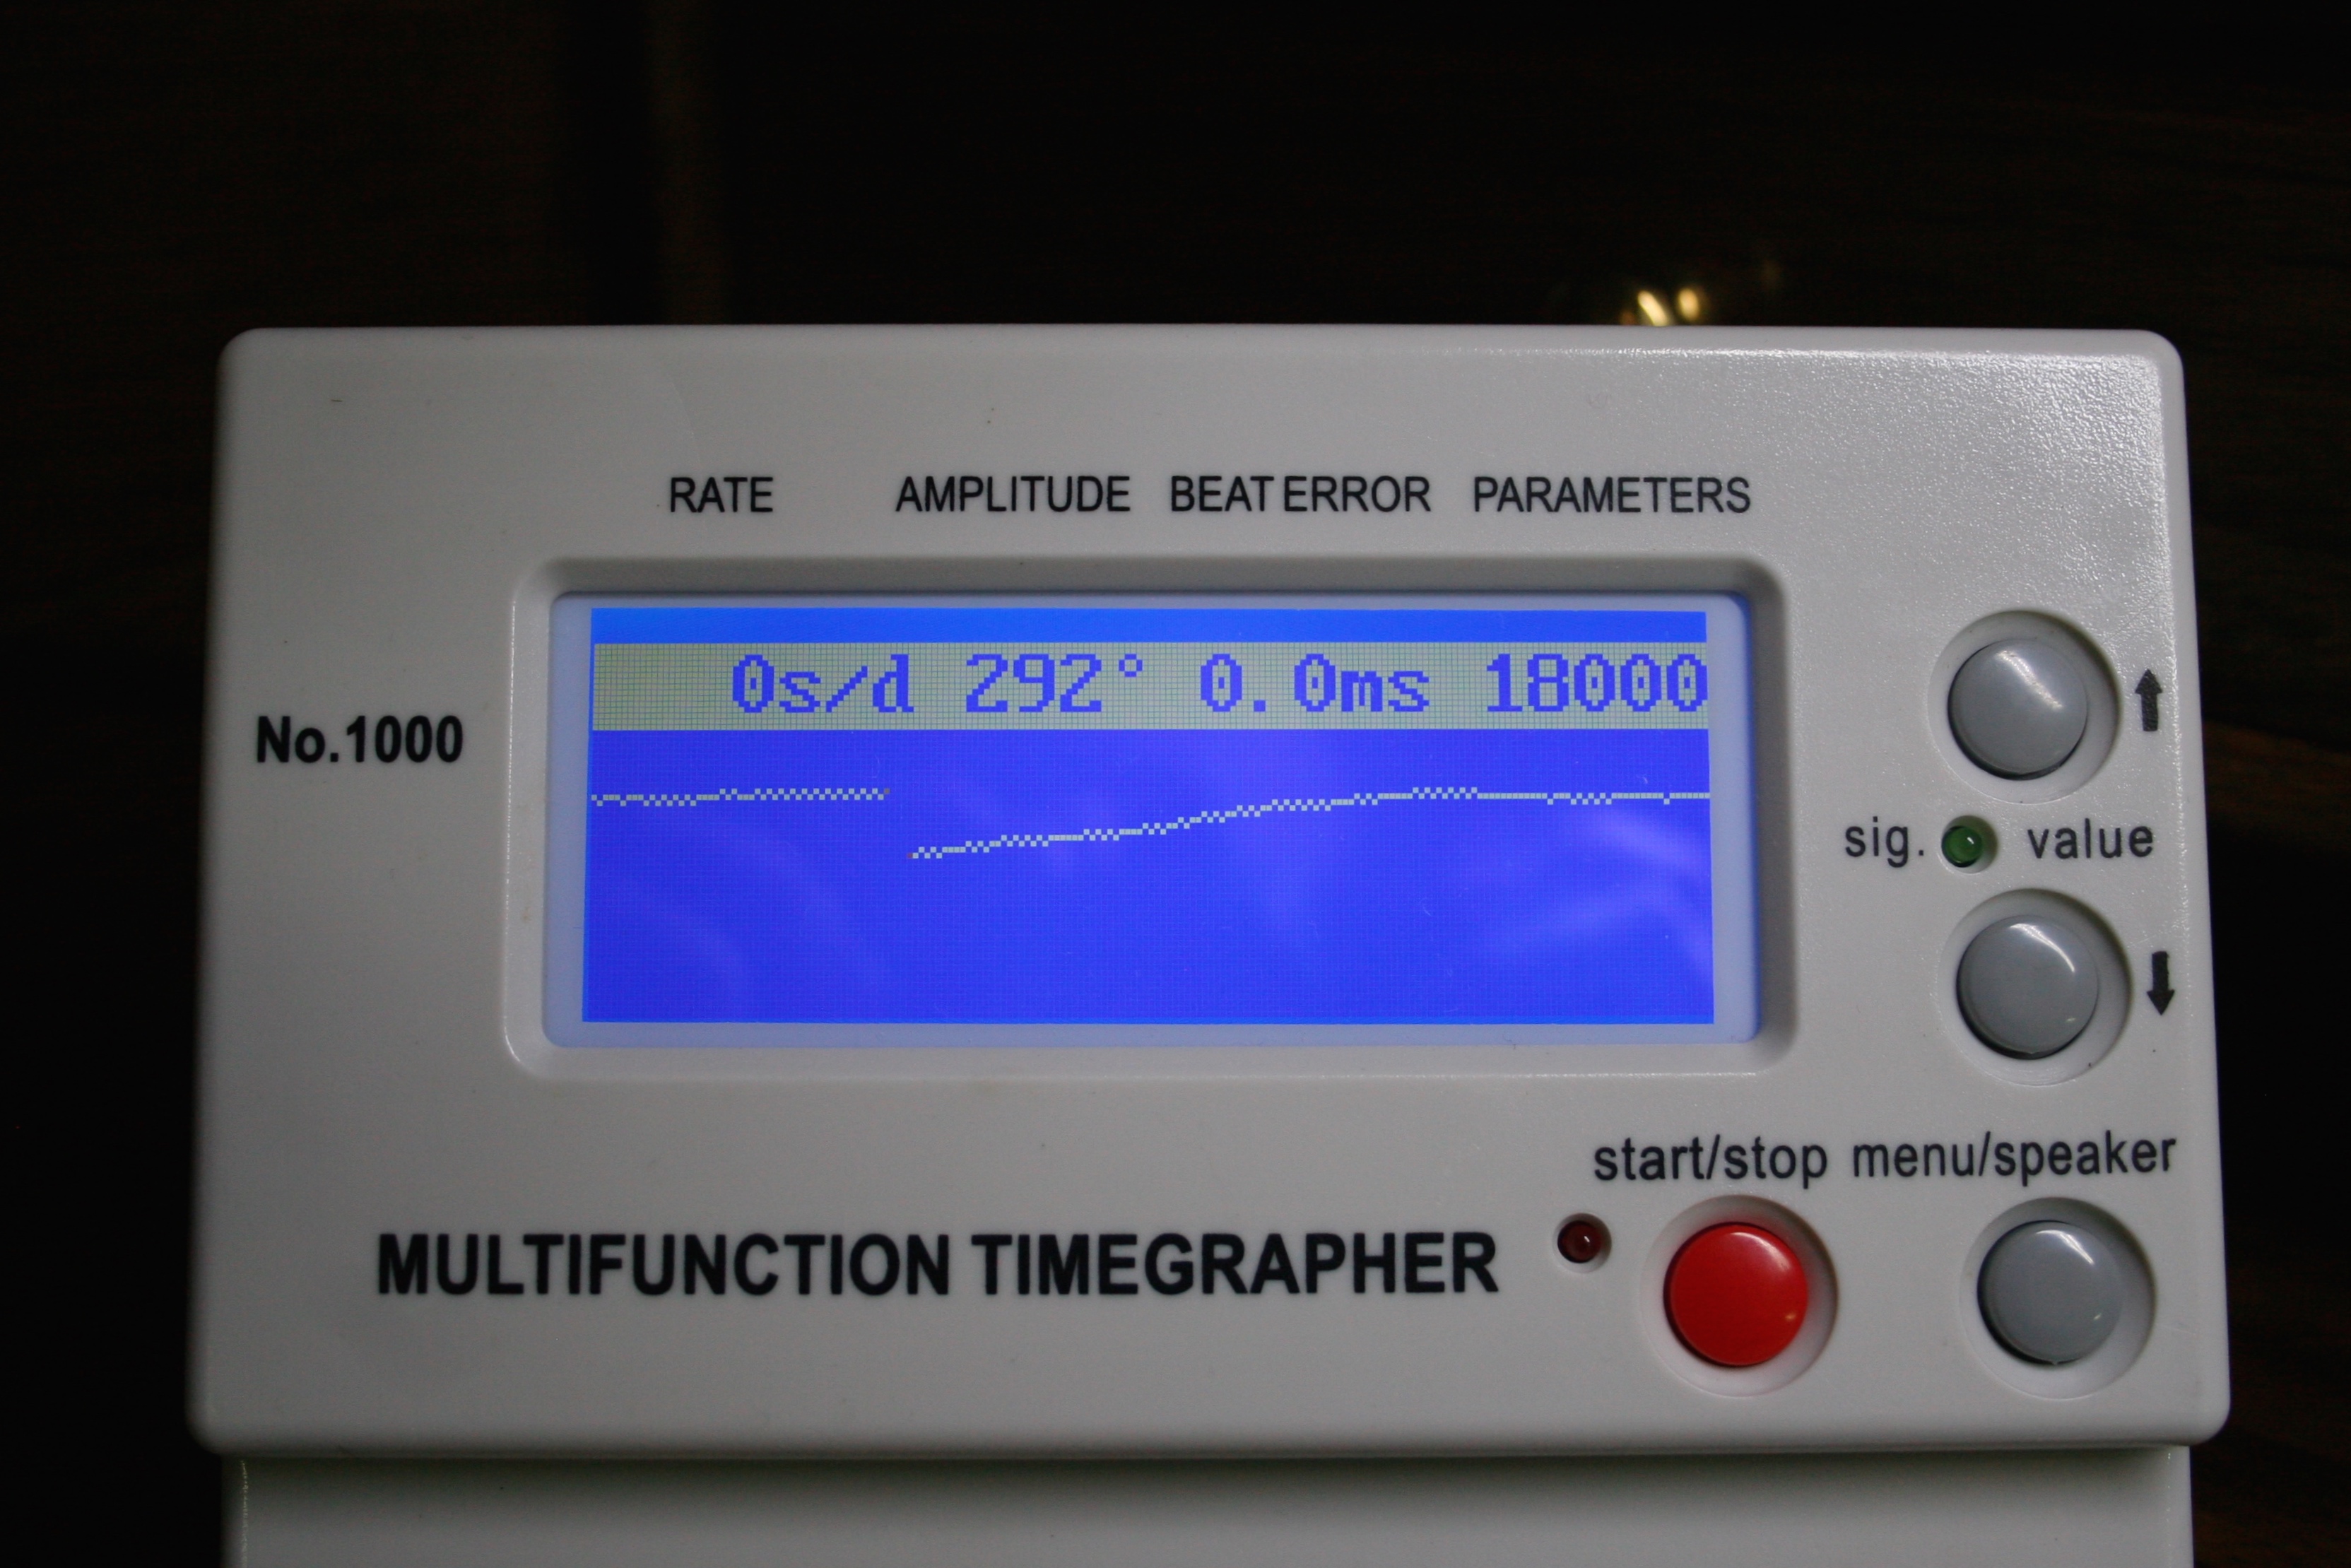 RATE AMPLITUDE BEAT ERROR PARAMETERS
0s/d 292° 0.0ms 18000
No.1000
sig. value
start/stop menu/speaker
MULTIFUNCTION TIMEGRAPHER